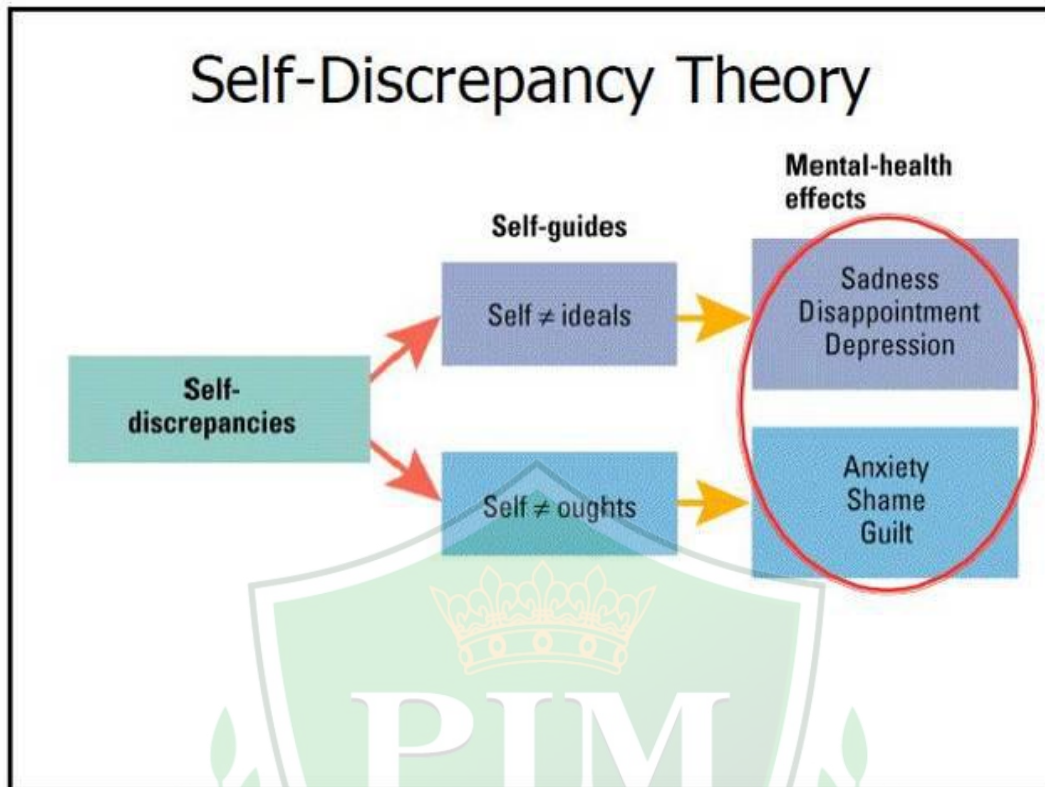 Self-Discrepancy Theory
Mental-health
effects
Self-guides
Self ≠ ideals
Sadness
Disappointment
Depression
Self-
discrepancies
Self ≠ oughts
Anxiety
Shame
Guilt
PIM